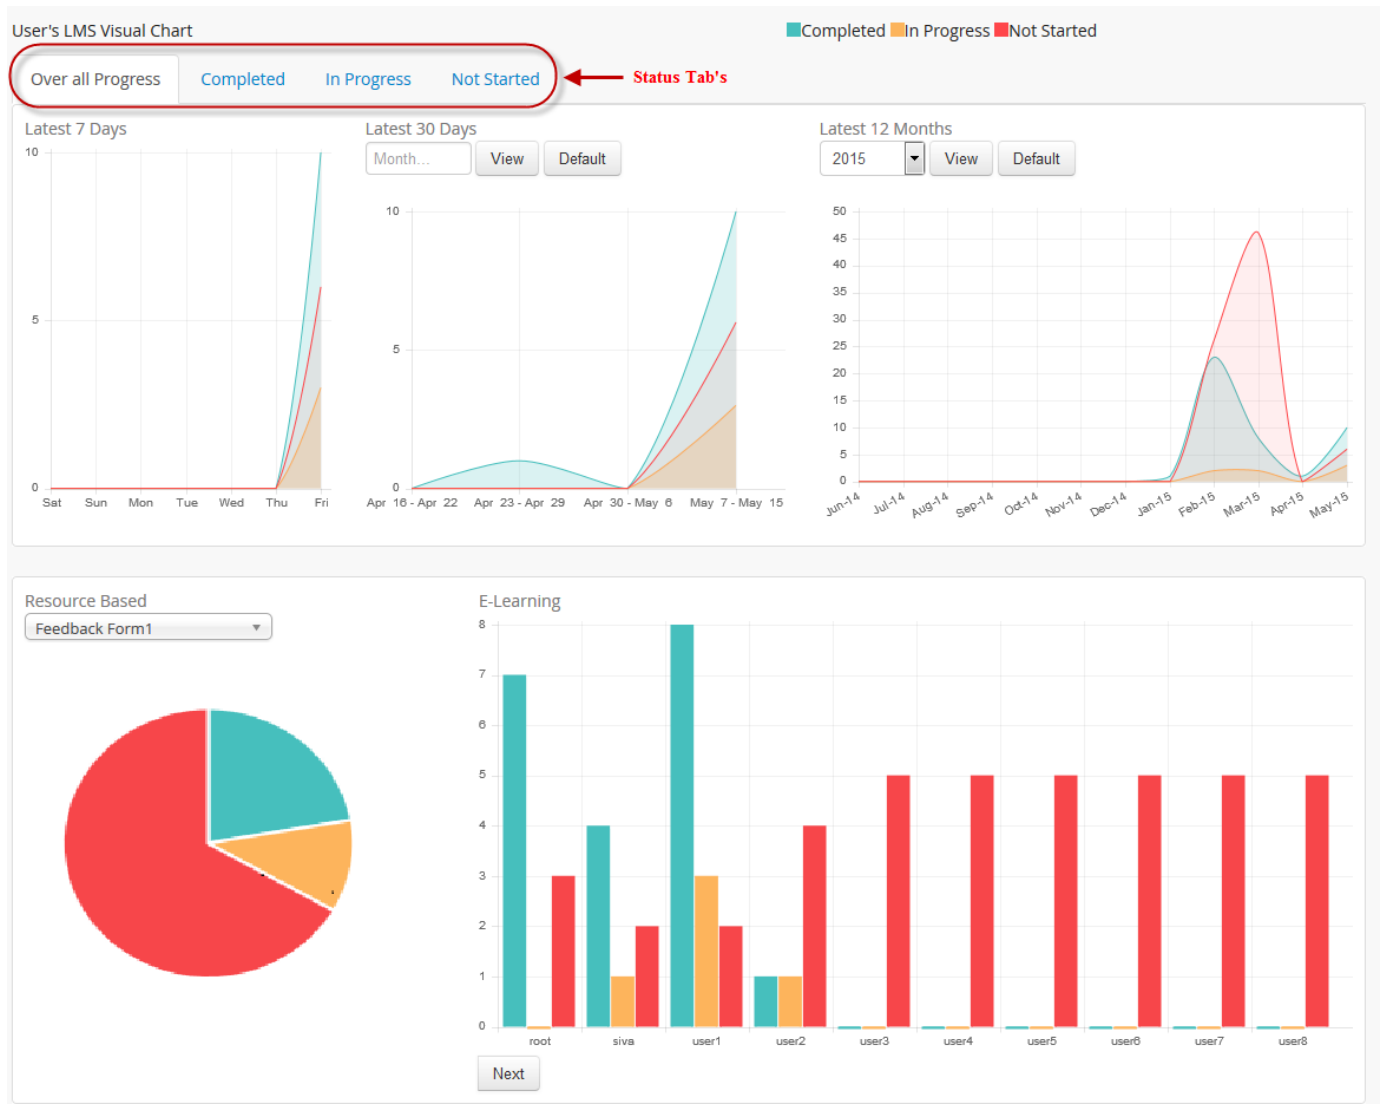 User's LMS Visual Chart
Completed In Progress Not Started
Over all Progress Completed In Progress Not Started
Status Tab's
Latest 7 Days
10
5
0
Sat Sun Mon Tue Wed Thu Fri
Latest 30 Days
Month... View Default
10
5
0
Apr 16 - Apr 22 Apr 23 - Apr 29 Apr 30 - May 6 May 7 - May 15
Latest 12 Months
2015 View Default
50
45
40
35
30
25
20
15
10
5
0
Jun-14 Jul-14 Aug-14 Sep-14 Oct-14 Nov-14 Dec-14 Jan-15 Feb-15 Mar-15 Apr-15 May-15
Resource Based
Feedback Form1
E-Learning
8
7
6
5
4
3
2
1
0
root siva user1 user2 user3 user4 user5 user6 user7 user8
Next